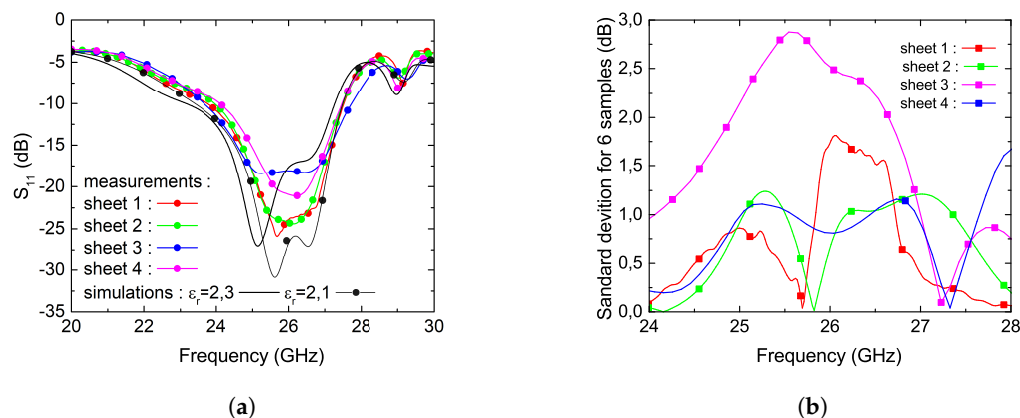 S11 (dB)
0
-5
-10
-15
-20
-25
-30
-35
measurements :
sheet 1 :
sheet 2 :
sheet 3 :
sheet 4 :
simulations : εr=2,3 εr=2,1
20 22 24 26 28 30
Frequency (GHz)
(a)
Standard devition for 6 samples (dB)
3,0
2,5
2,0
1,5
1,0
0,5
0,0
sheet 1 :
sheet 2 :
sheet 3 :
sheet 4 :
24 25 26 27 28
Frequency (GHz)
(b)